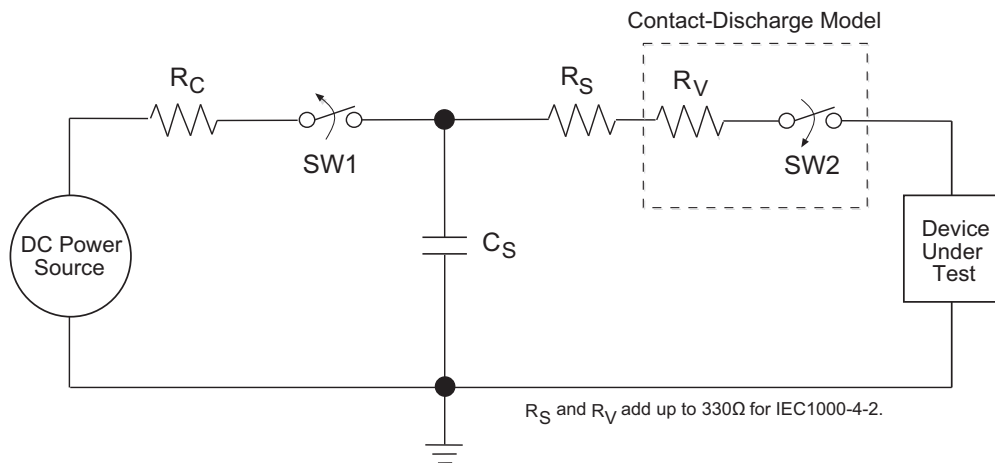 Contact-Discharge Model
RC
RS
RV
SW1
SW2
DC Power
Source
CS
Device
Under
Test
RS and RV add up to 330Ω for IEC1000-4-2.